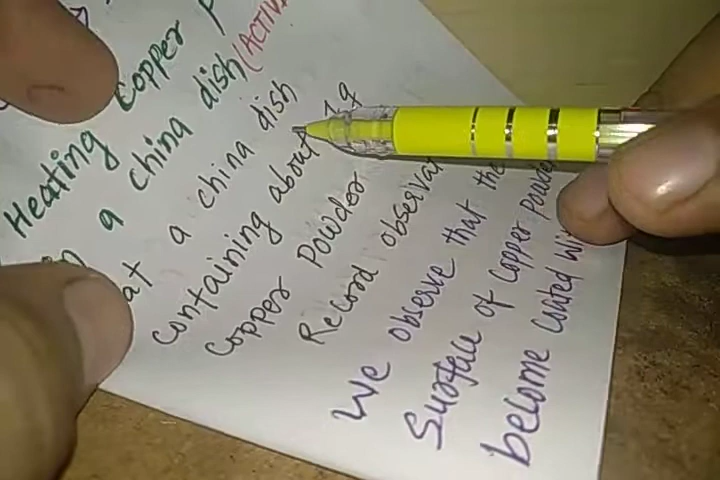 Heating Copper P
a china dish (ACTIV
at a china dish
containing about 1g
Copper Powder
Record observat
We observe that the
Surface of Copper Powde
become coated wit